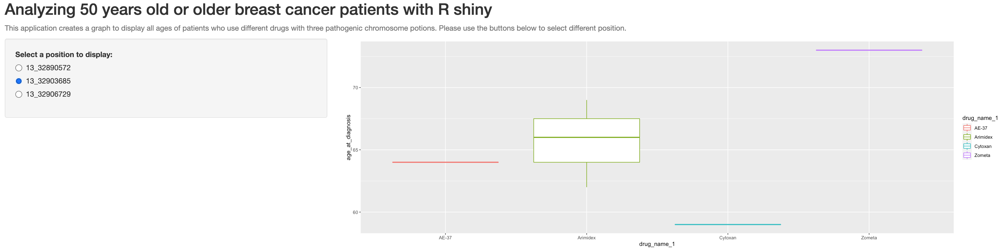 Analyzing 50 years old or older breast cancer patients with R shiny
This application creates a graph to display all ages of patients who use different drugs with three pathogenic chromosome potions. Please use the buttons below to select different position.
Select a position to display:
13_32890572
13_32903685
13_32906729
age_at_diagnosis
70
65
60
AE-37
Arimidex
Cytoxan
Zometa
drug_name_1
drug_name_1
AE-37
Arimidex
Cytoxan
Zometa